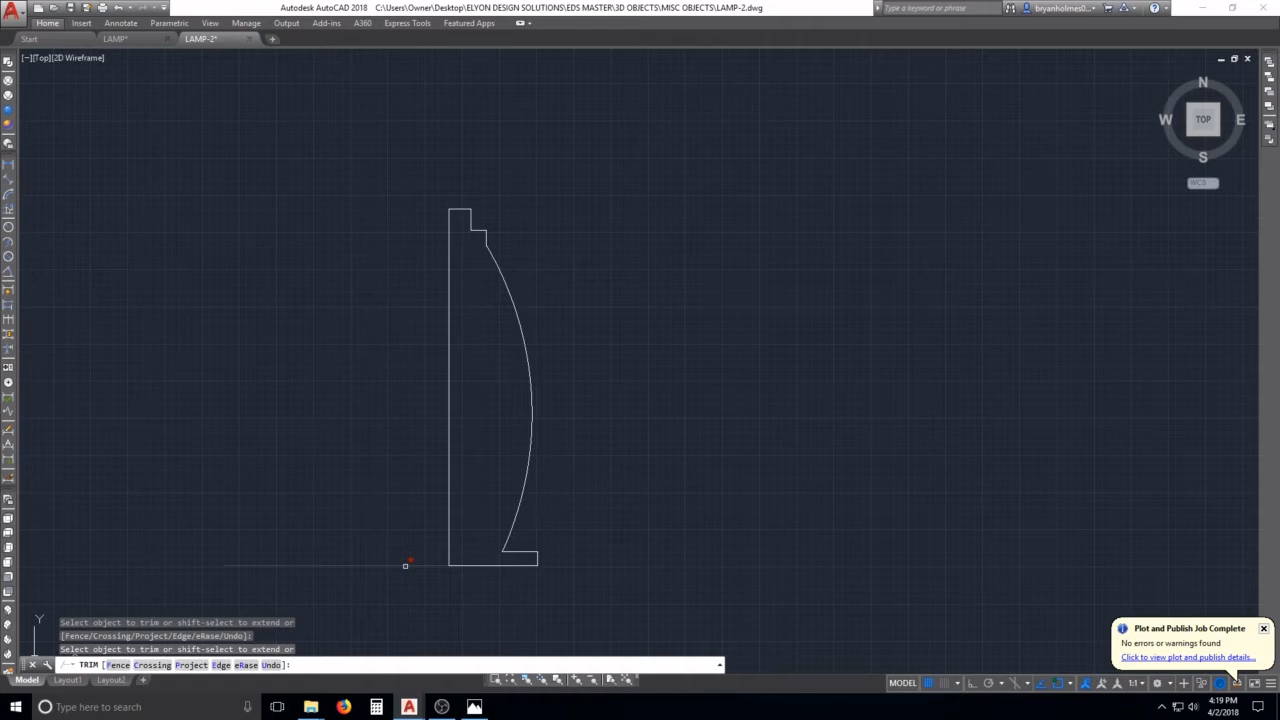 Autodesk AutoCAD 2018   C:\Users\Owner\Desktop\ELYON DESIGN SOLUTIONS\EDS MASTER\3D OBJECTS\MISC OBJECTS\LAMP-2.dwg
Type a keyword or phrase
bryanholmes0...
Home Insert Annotate Parametric View Manage Output Add-ins A360 Express Tools Featured Apps
Start LAMP* LAMP-2*
[−][Top][2D Wireframe]
N
W TOP E
S
WCS
Y
Select object to trim or shift-select to extend or
[Fence/Crossing/Project/Edge/eRase/Undo]:
Select object to trim or shift-select to extend or
TRIM [Fence Crossing Project Edge eRase Undo]:
Plot and Publish Job Complete
No errors or warnings found
Click to view plot and publish details...
Model Layout1 Layout2
MODEL 1:1
Type here to search
4:19 PM
4/2/2018